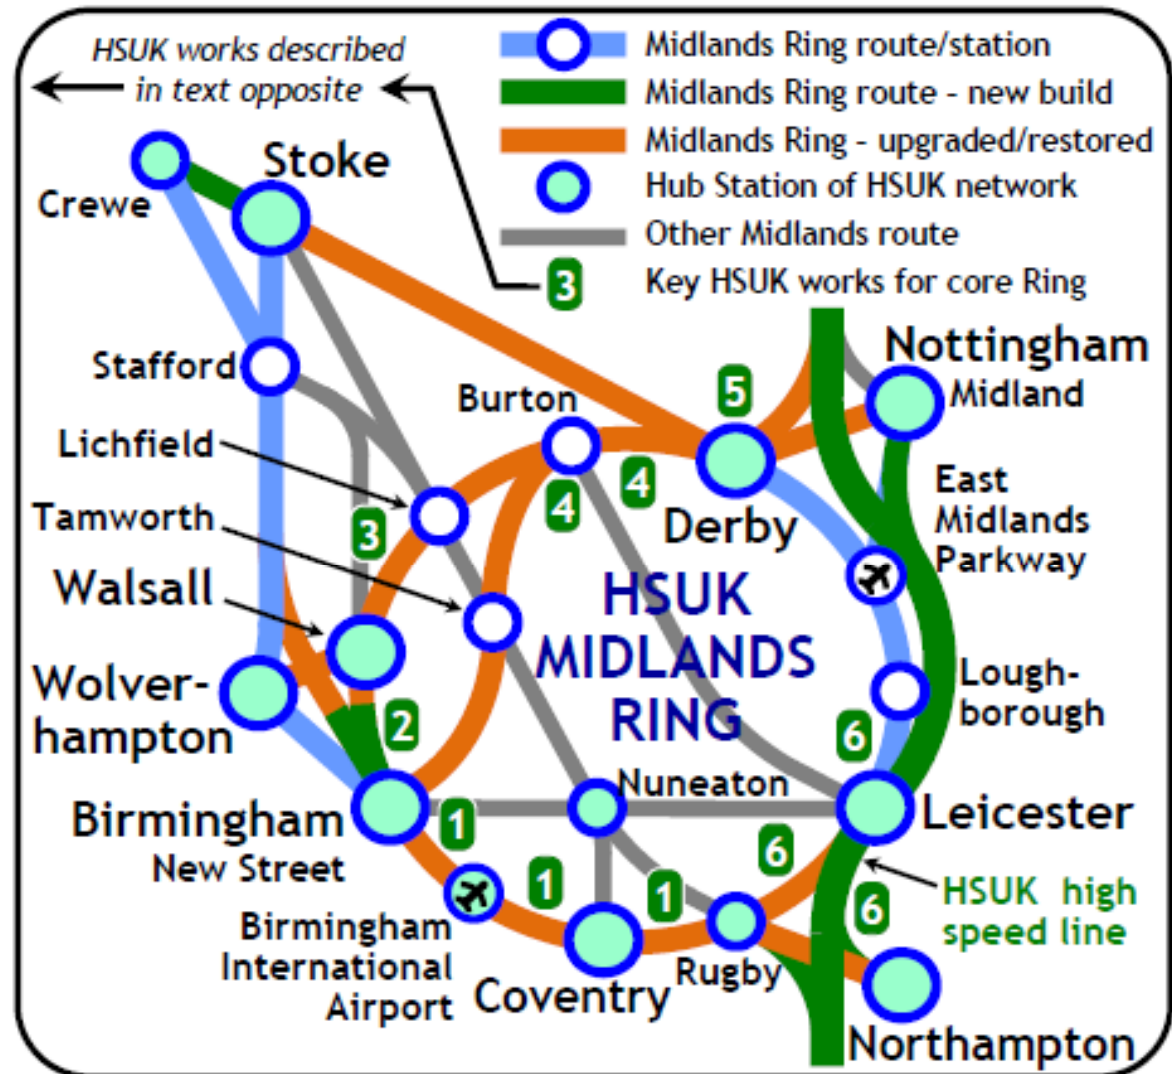 HSUK works described
in text opposite
Midlands Ring route/station
Midlands Ring route - new build
Midlands Ring - upgraded/restored
Hub Station of HSUK network
Other Midlands route
3
Key HSUK works for core Ring
Stoke
Crewe
Nottingham
Midland
Stafford
Burton
5
Lichfield
4
4
East
Midlands
Parkway
Tamworth
3
Derby
Walsall
HSUK
MIDLANDS
RING
Wolver-
hampton
Lough-
borough
2
6
Nuneaton
Birmingham
New Street
1
Leicester
6
1
1
6
HSUK high
speed line
Birmingham
International
Airport
Coventry
Rugby
Northampton